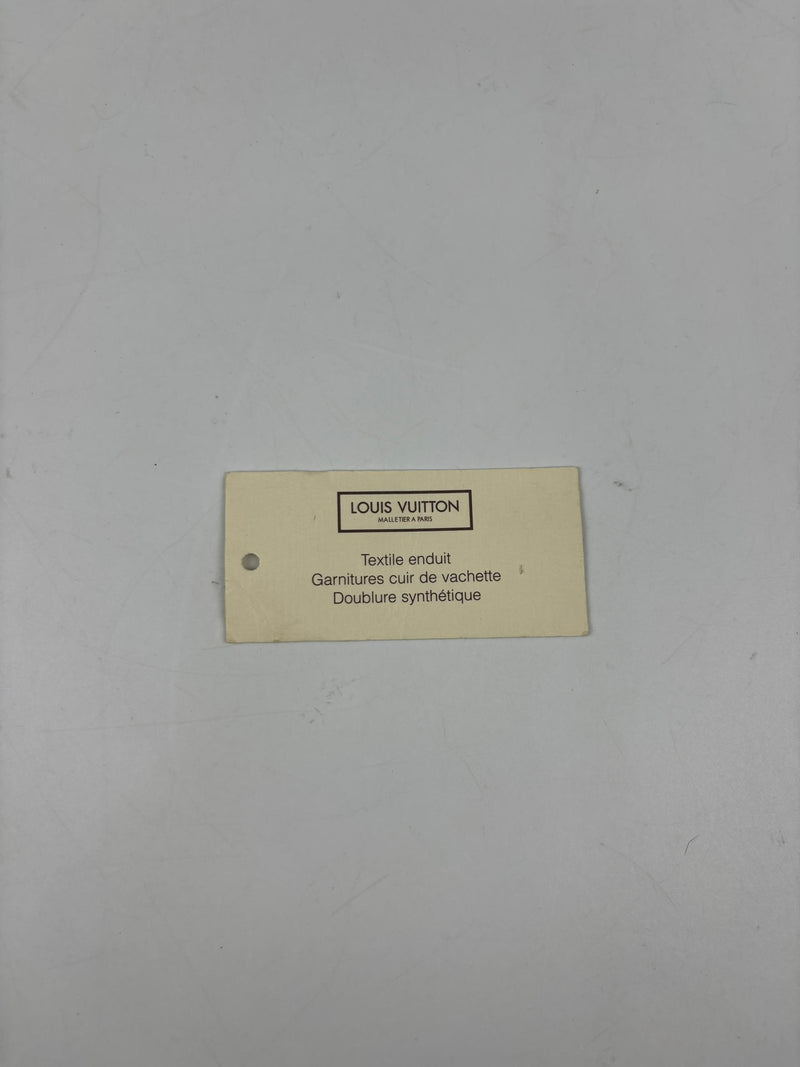 LOUIS VUITTON
MALLETIER A PARIS
Textile enduit
Garnitures cuir de vachette
Doublure synthétique